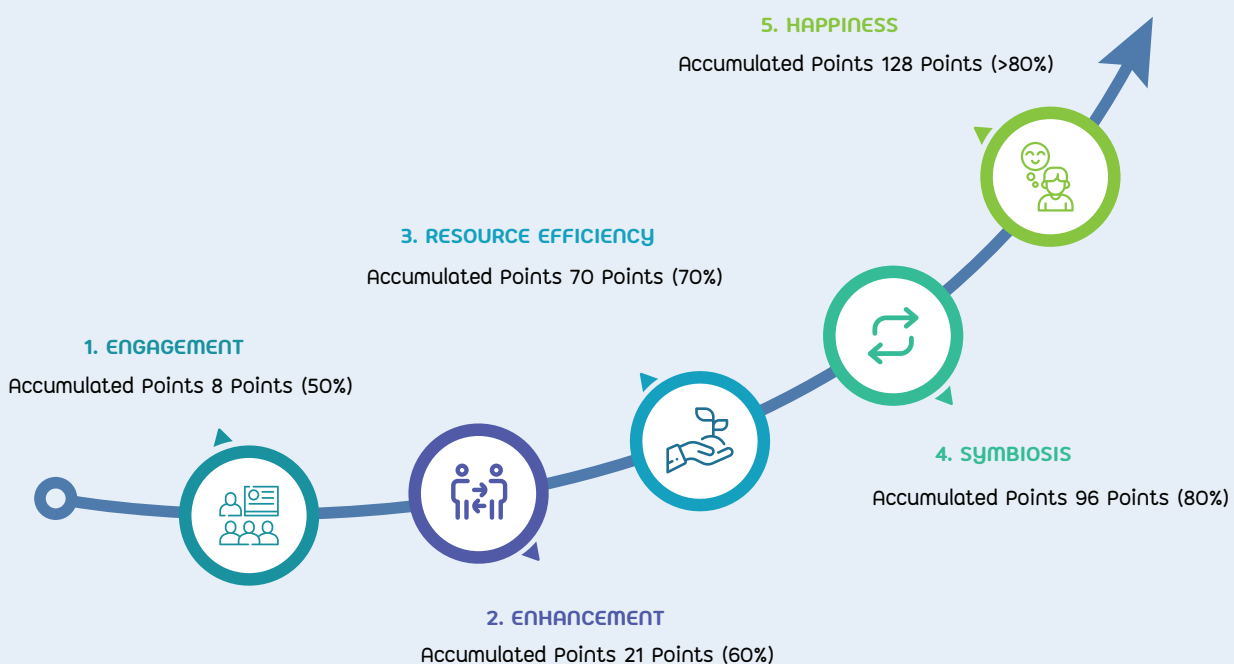 1. ENGAGEMENT
Accumulated Points 8 Points (50%)
2. ENHANCEMENT
Accumulated Points 21 Points (60%)
3. RESOURCE EFFICIENCY
Accumulated Points 70 Points (70%)
4. SYMBIOSIS
Accumulated Points 96 Points (80%)
5. HAPPINESS
Accumulated Points 128 Points (>80%)